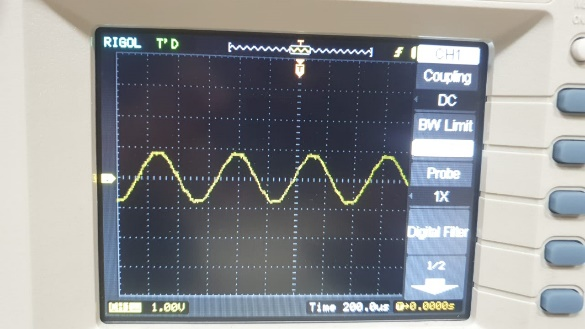 RIGOL T'D
T
CH1
T
Coupling
DC
BW Limit
Probe
1X
Digital Filter
1/2
1.00V Time 200.0us T→0.0000s